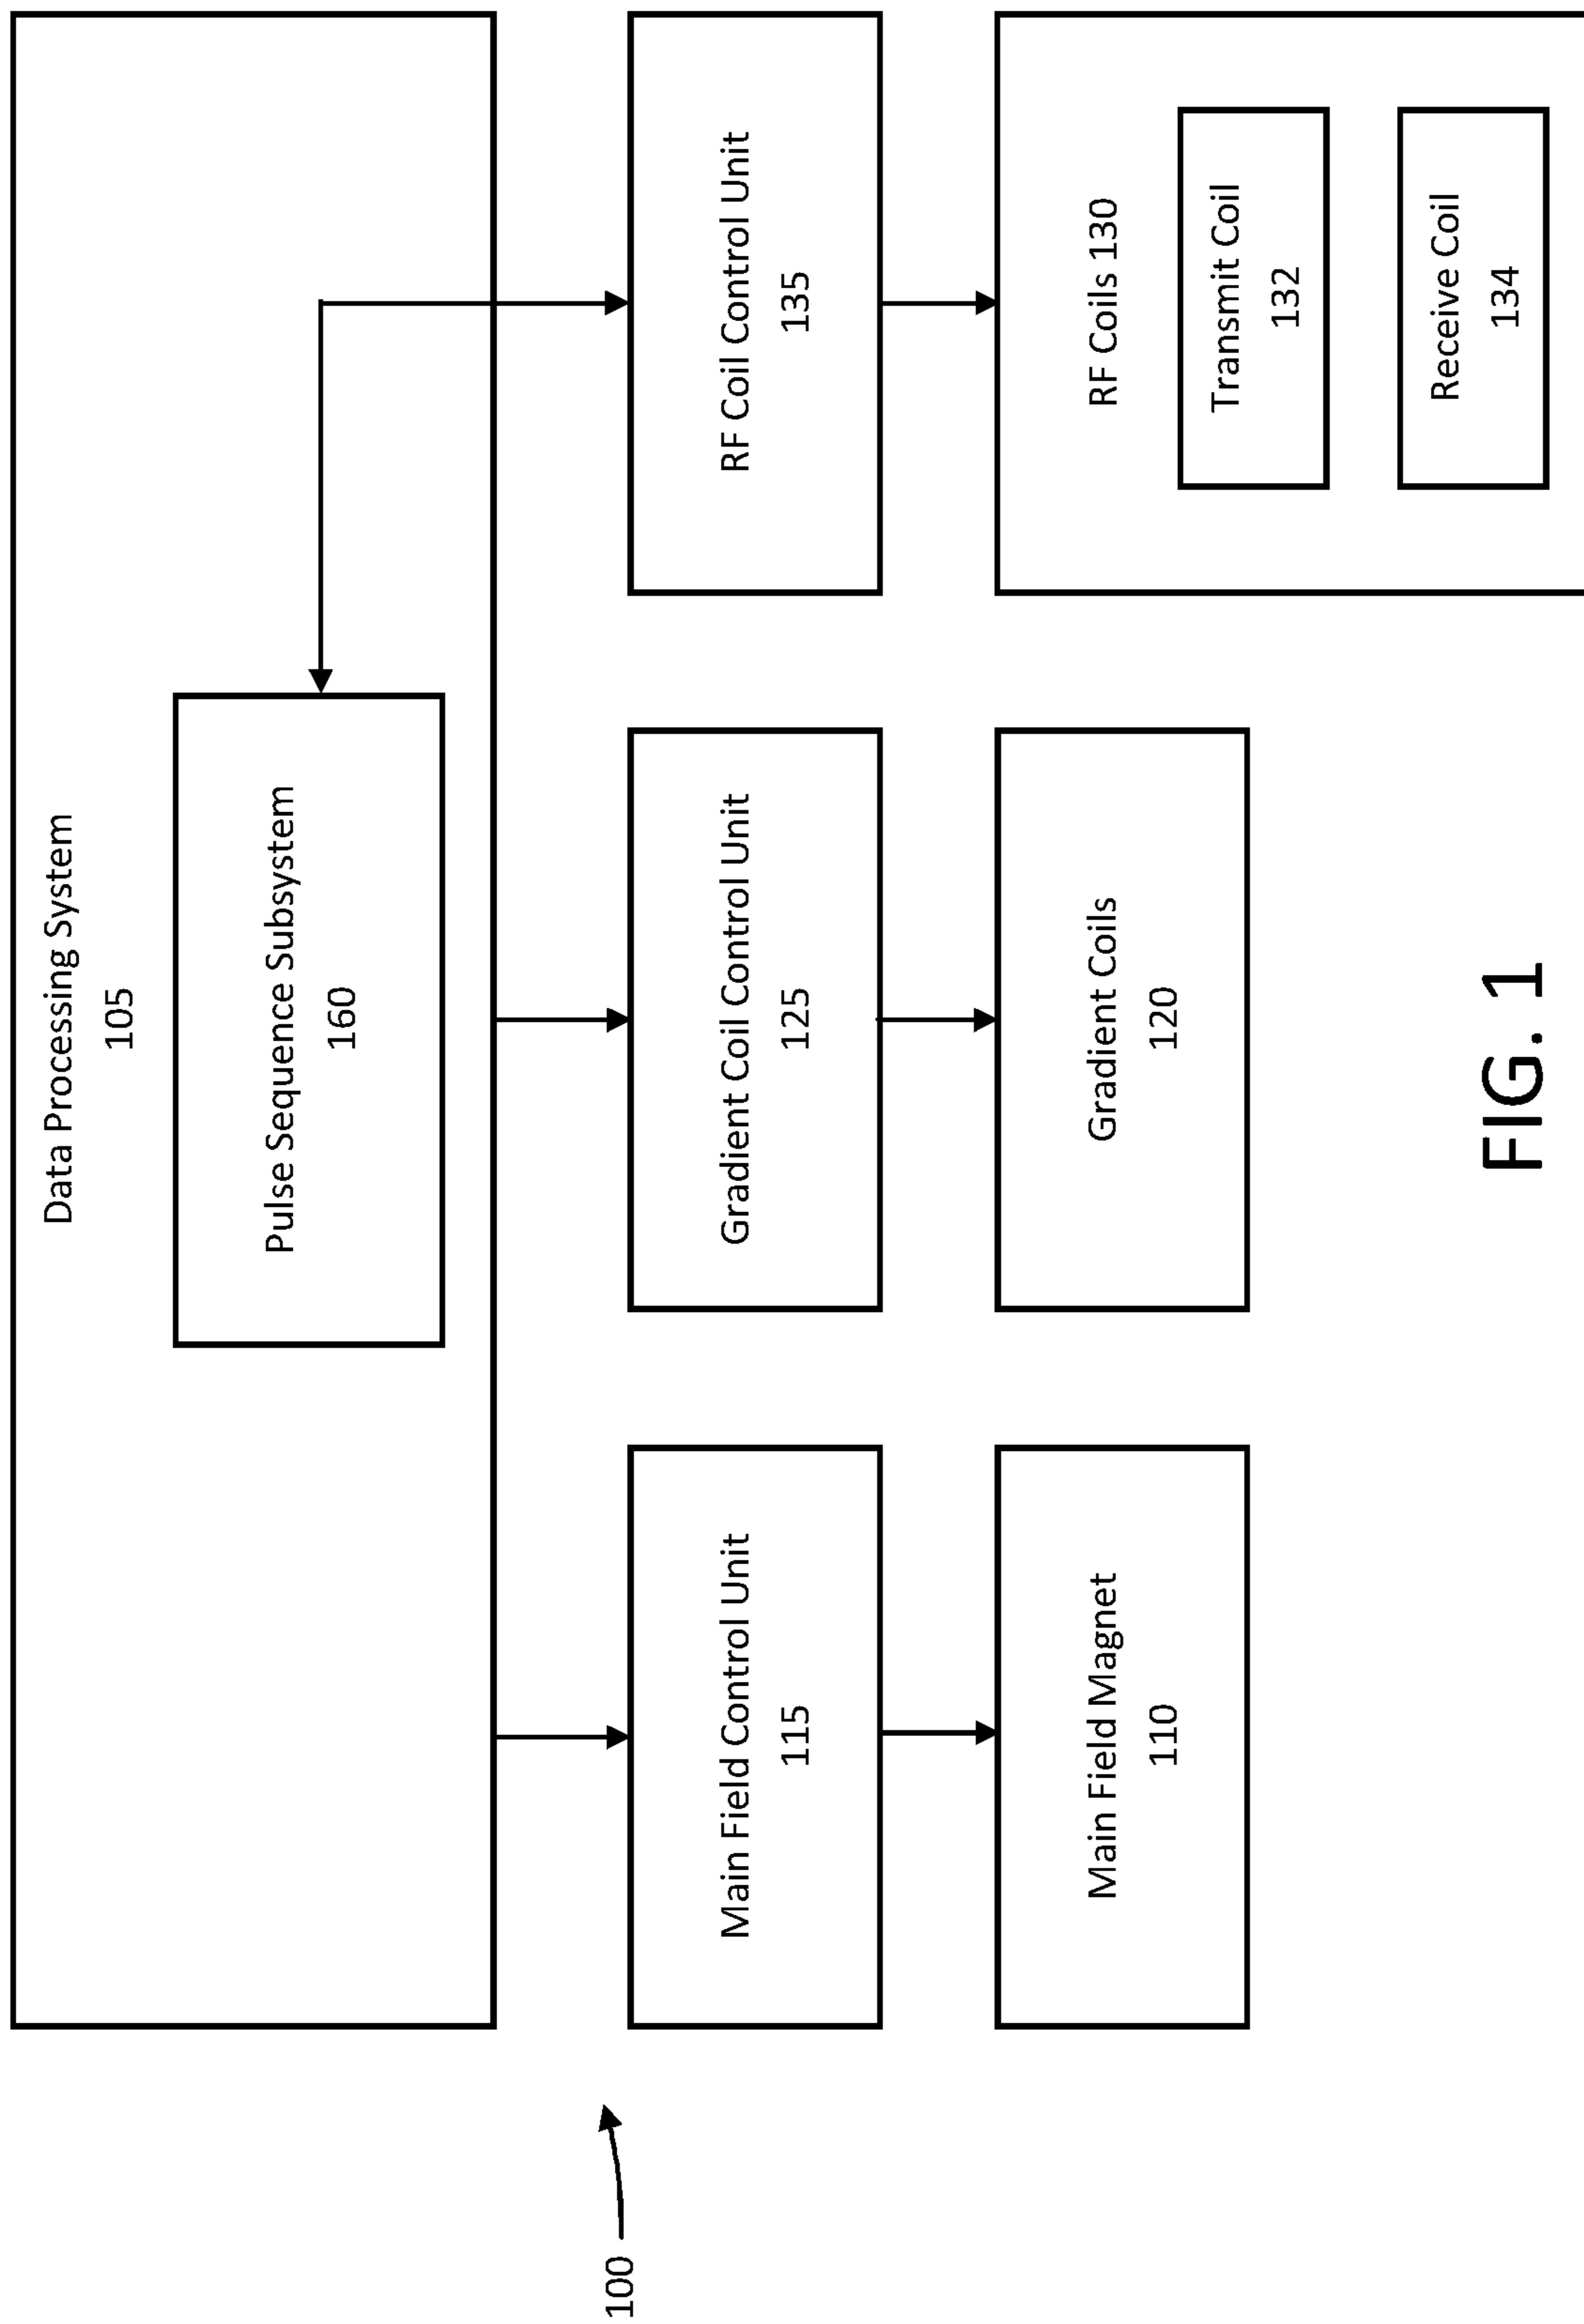 Data Processing System
105
Pulse Sequence Subsystem
160
Main Field Control Unit
115
Gradient Coil Control Unit
125
RF Coil Control Unit
135
Main Field Magnet
110
Gradient Coils
120
RF Coils 130
Transmit Coil
132
Receive Coil
134
100
FIG. 1